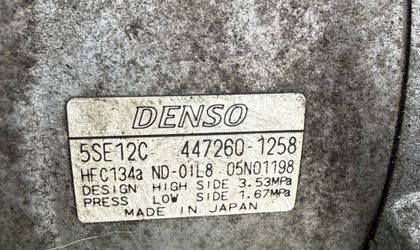 DENSO
5SE12C 447260-1258
HFC134a ND-OIL8 05N01198
DESIGN HIGH SIDE 3.53MPa
PRESS LOW SIDE 1.67MPa
MADE IN JAPAN